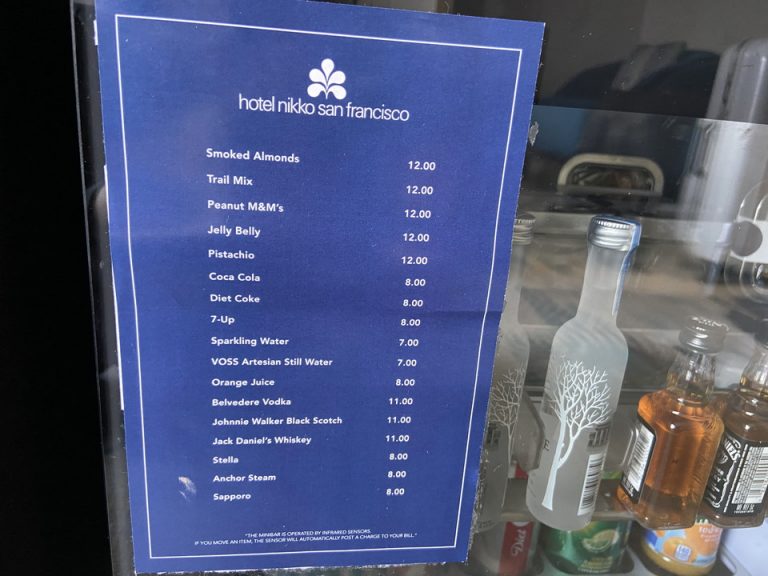 hotel nikko san francisco
Smoked Almonds 12.00
Trail Mix 12.00
Peanut M&M's 12.00
Jelly Belly 12.00
Pistachio 12.00
Coca Cola 8.00
Diet Coke 8.00
7-Up 8.00
Sparkling Water 7.00
VOSS Artesian Still Water 7.00
Orange Juice 8.00
Belvedere Vodka 11.00
Johnnie Walker Black Scotch 11.00
Jack Daniel's Whiskey 11.00
Stella 8.00
Anchor Steam 8.00
Sapporo 8.00
"THE MINIBAR IS OPERATED BY INFRARED SENSORS.
IF YOU MOVE AN ITEM, THE SENSOR WILL AUTOMATICALLY POST A CHARGE TO YOUR BILL."